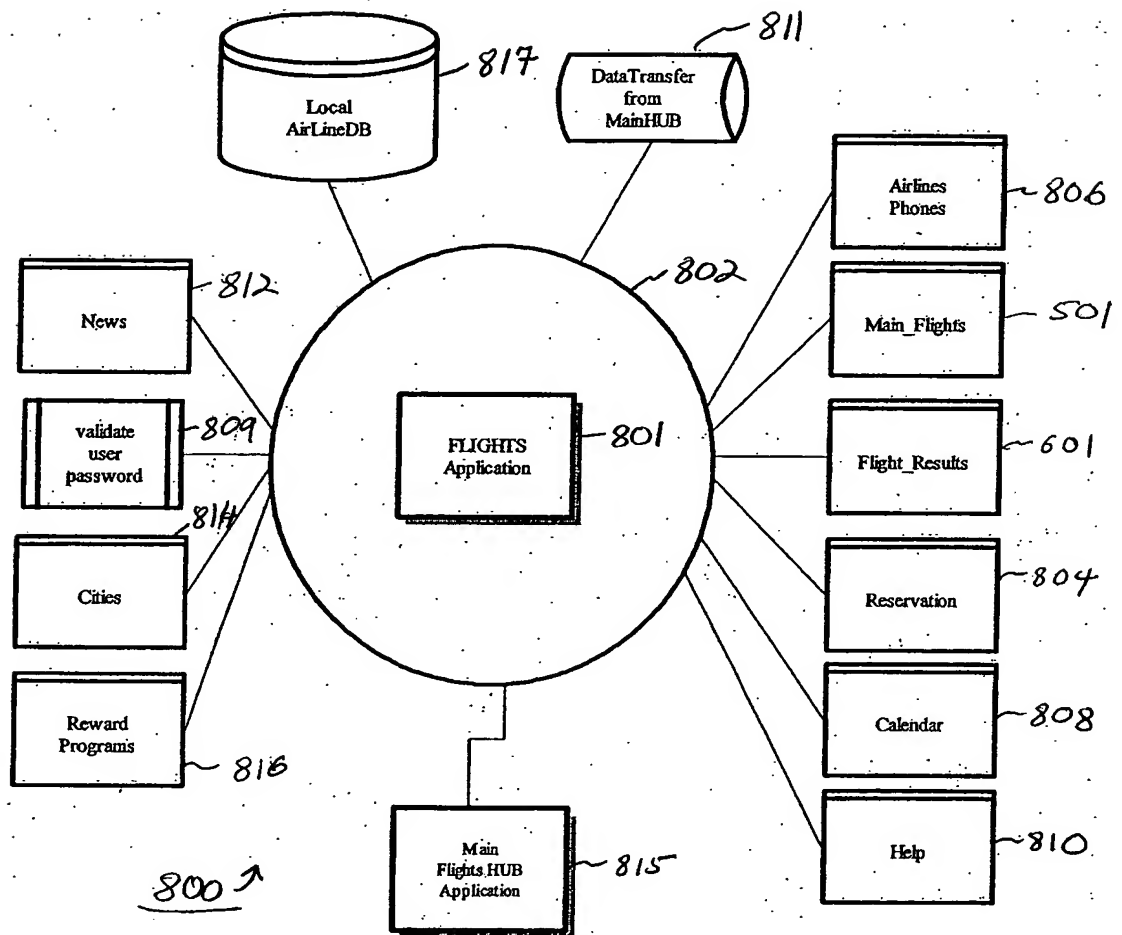 Local
AirLineDB
817
DataTransfer
from
MainHUB
811
Airlines
Phones
806
News
812
802
Main_Flights
501
validate
user
password
809
FLIGHTS
Application
801
Flight_Results
601
Cities
814
Reservation
804
Reward
Programs
816
Calendar
808
Main
Flights HUB
Application
815
Help
810
800